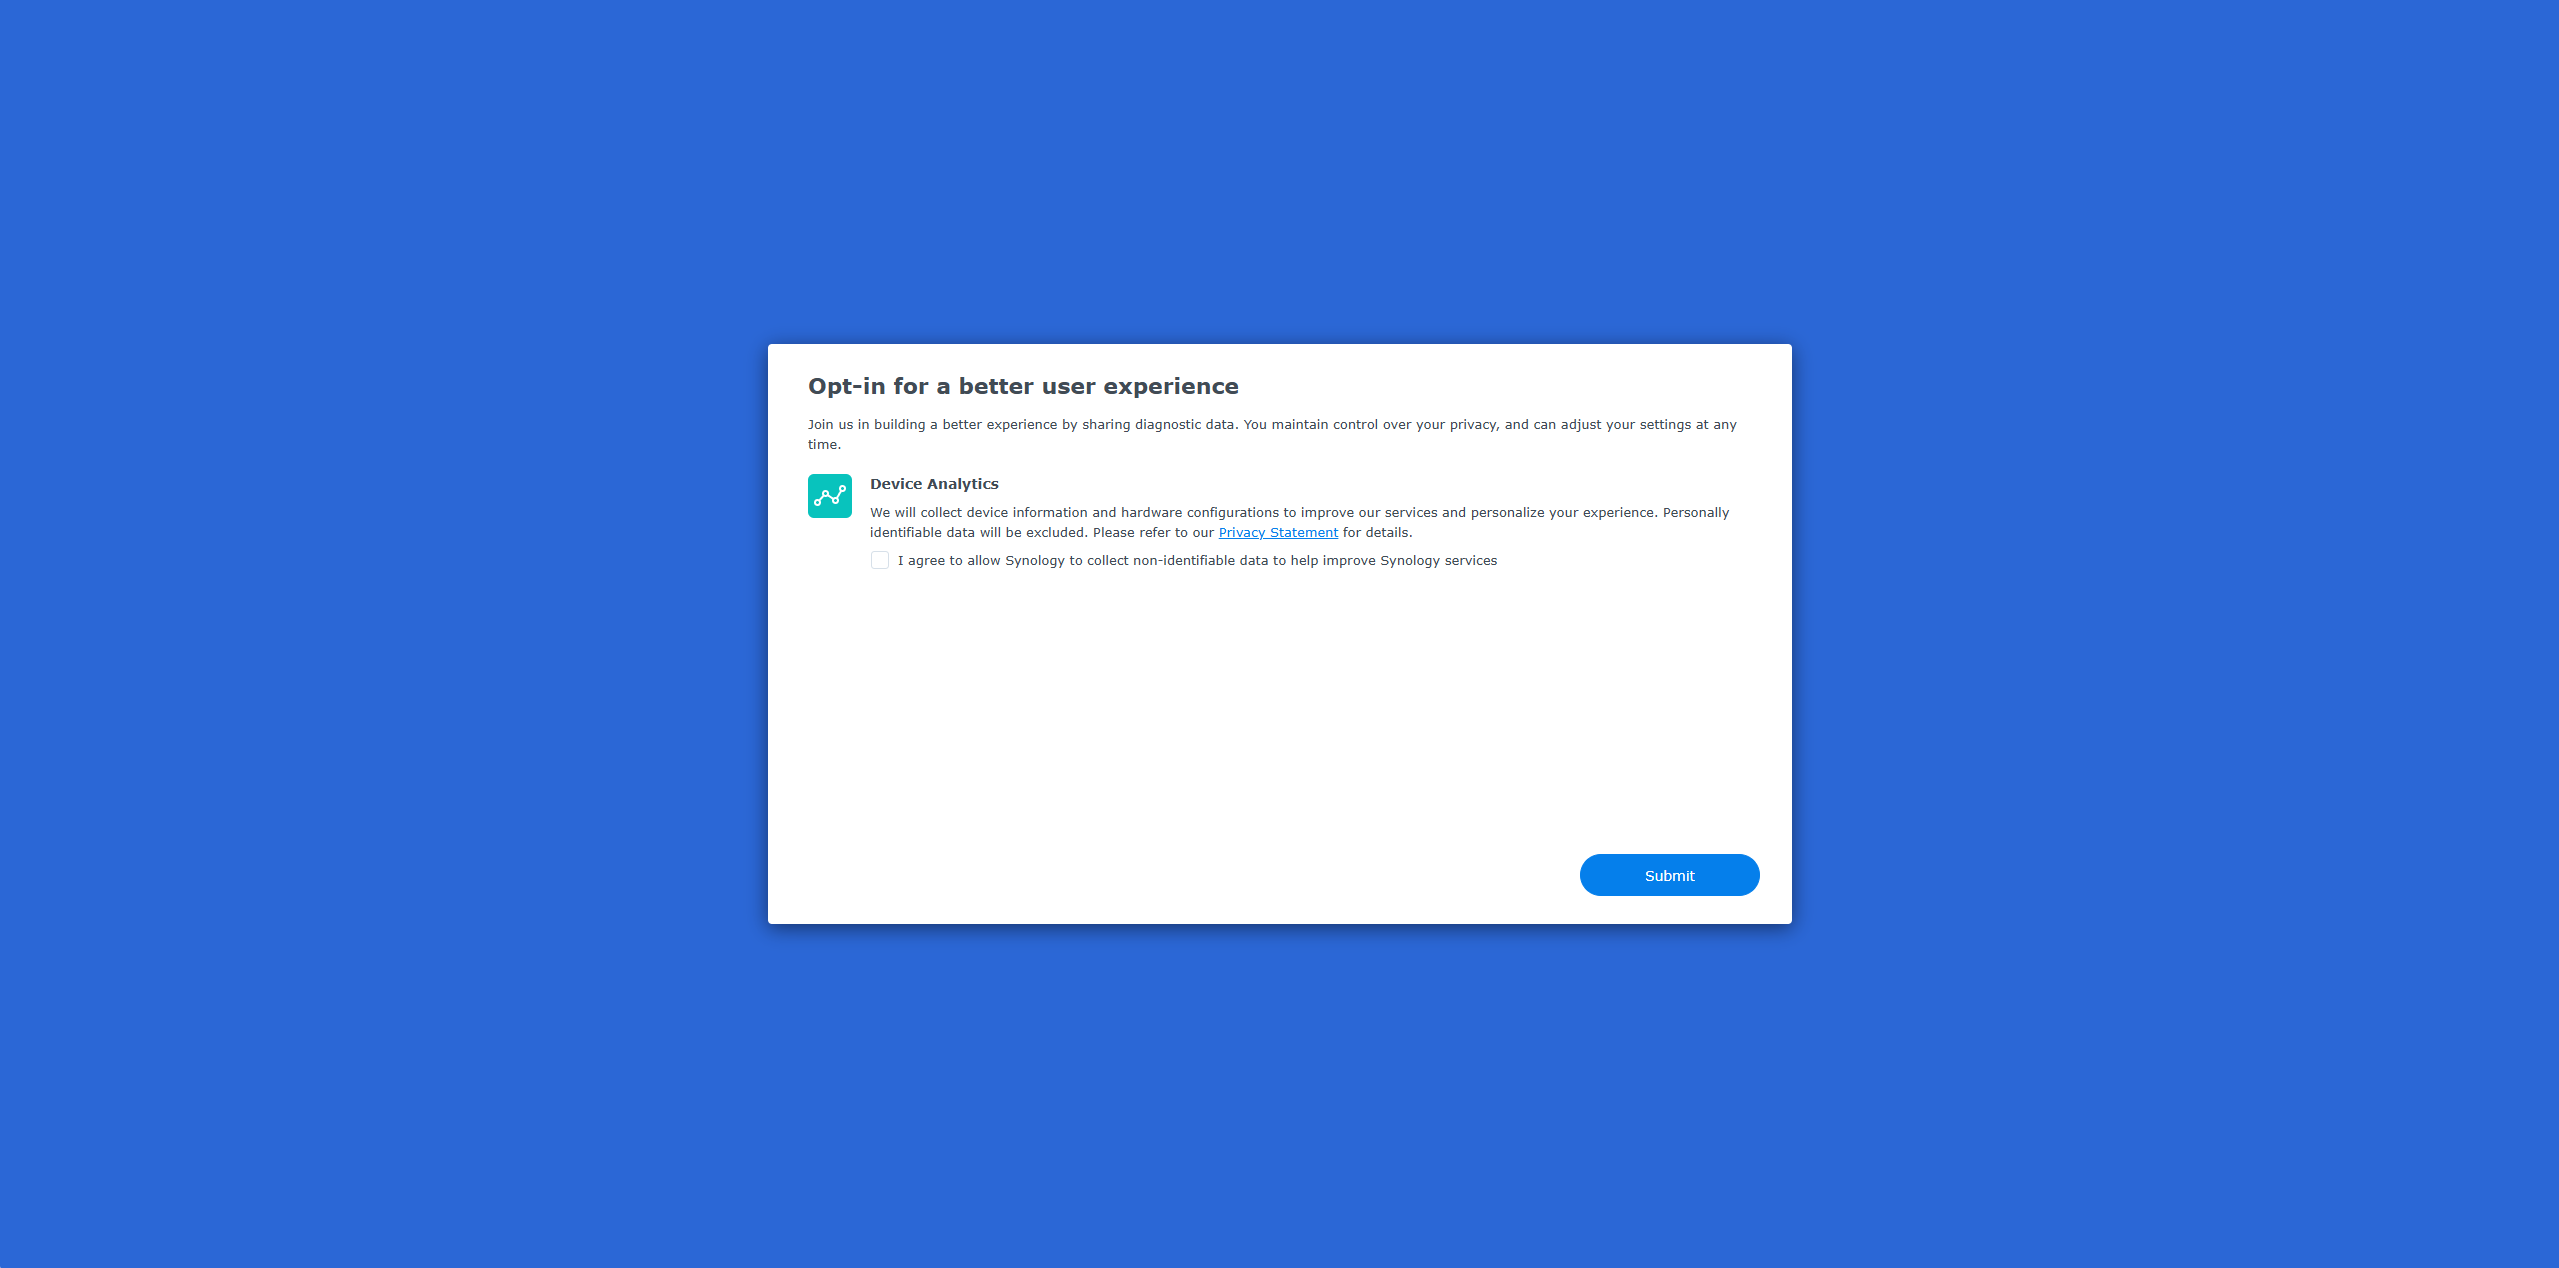 Opt-in for a better user experience
Join us in building a better experience by sharing diagnostic data. You maintain control over your privacy, and can adjust your settings at any
time.
Device Analytics
We will collect device information and hardware configurations to improve our services and personalize your experience. Personally
identifiable data will be excluded. Please refer to our Privacy Statement for details.
I agree to allow Synology to collect non-identifiable data to help improve Synology services
Submit